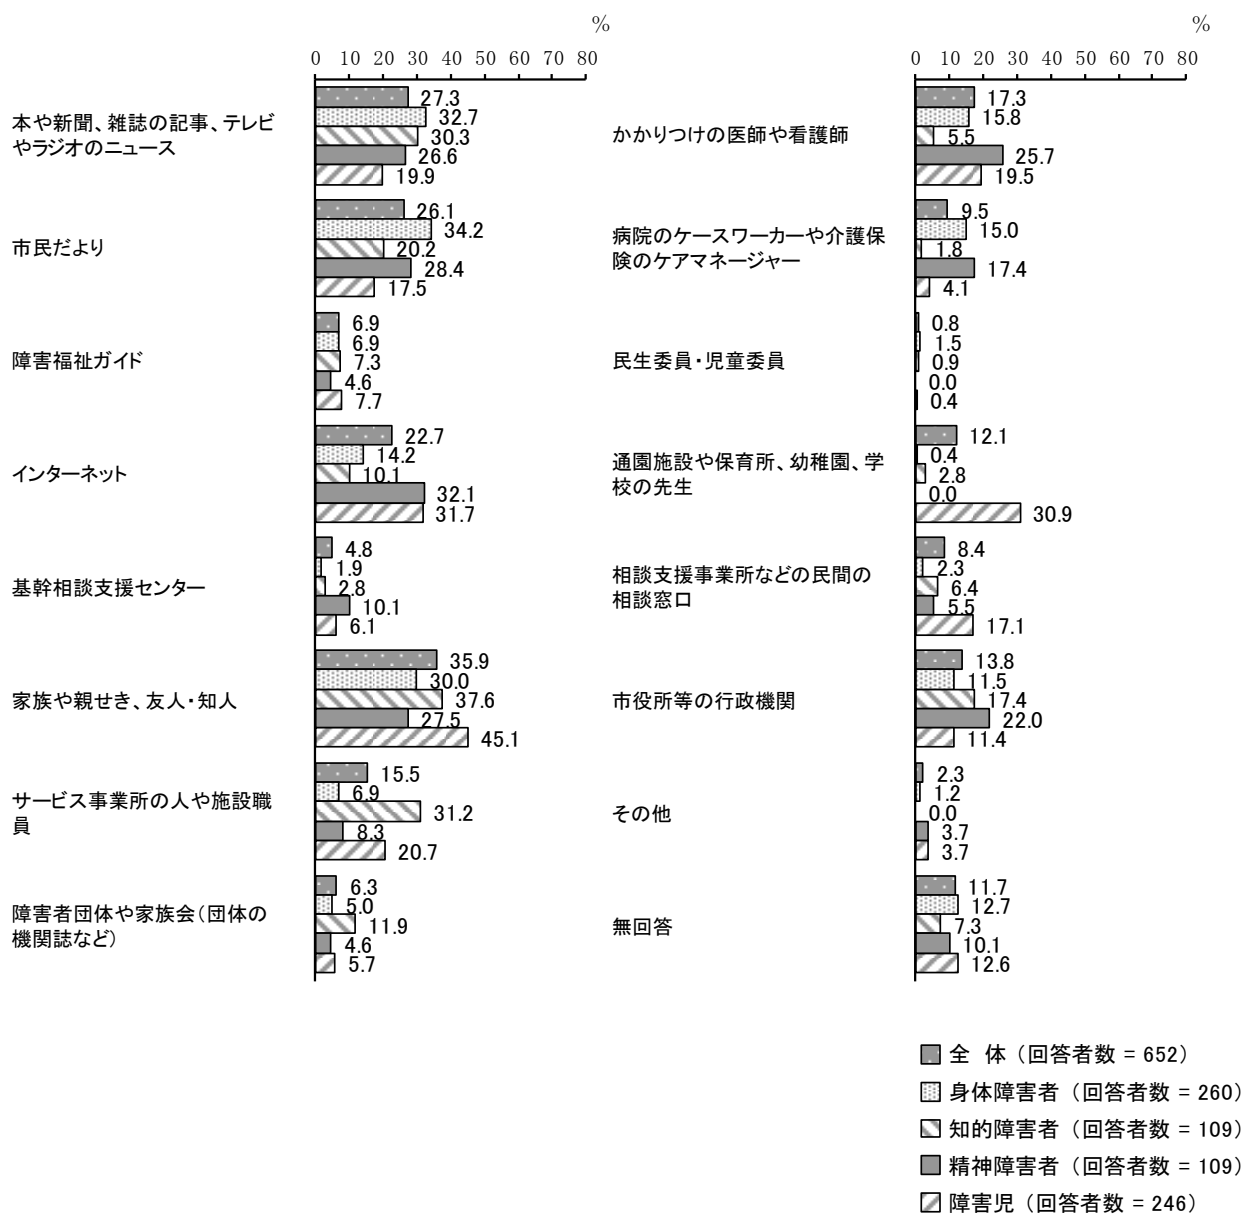 %
0 10 20 30 40 50 60 70 80
本や新聞、雑誌の記事、テレビ
やラジオのニュース
27.3
32.7
30.3
26.6
19.9
市民だより
26.1
34.2
20.2
28.4
17.5
障害福祉ガイド
6.9
6.9
7.3
4.6
7.7
インターネット
22.7
14.2
10.1
32.1
31.7
基幹相談支援センター
4.8
1.9
2.8
10.1
6.1
家族や親せき、友人・知人
35.9
30.0
37.6
27.5
45.1
サービス事業所の人や施設職
員
15.5
6.9
31.2
8.3
20.7
障害者団体や家族会(団体の
機関誌など)
6.3
5.0
11.9
4.6
5.7
%
0 10 20 30 40 50 60 70 80
かかりつけの医師や看護師
17.3
15.8
5.5
25.7
19.5
病院のケースワーカーや介護保
険のケアマネージャー
9.5
15.0
1.8
17.4
4.1
民生委員・児童委員
0.8
1.5
0.9
0.0
0.4
通園施設や保育所、幼稚園、学
校の先生
12.1
0.4
2.8
0.0
30.9
相談支援事業所などの民間の
相談窓口
8.4
2.3
6.4
5.5
17.1
市役所等の行政機関
13.8
11.5
17.4
22.0
11.4
その他
2.3
1.2
0.0
3.7
3.7
無回答
11.7
12.7
7.3
10.1
12.6
全 体 (回答者数 = 652)
身体障害者 (回答者数 = 260)
知的障害者 (回答者数 = 109)
精神障害者 (回答者数 = 109)
障害児 (回答者数 = 246)